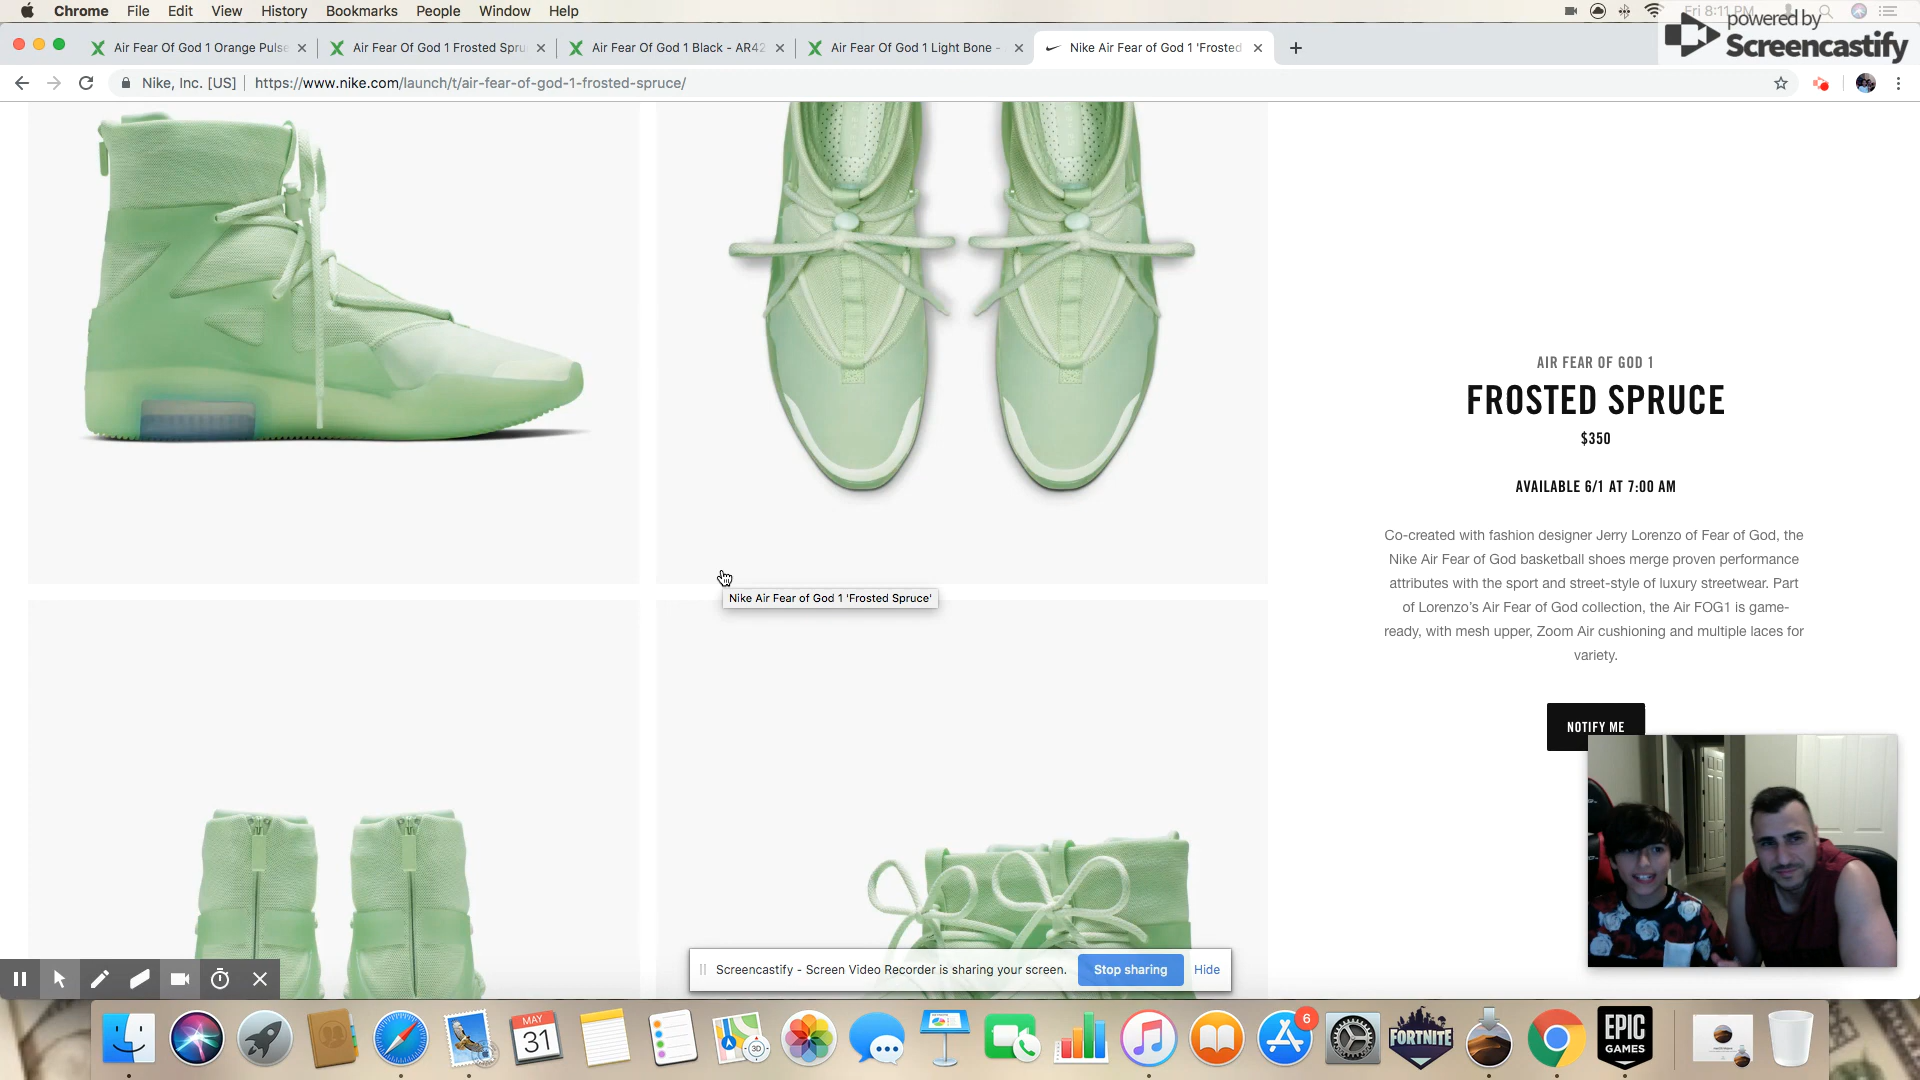 Chrome File Edit View History Bookmarks People Window Help
Fri 8:11 PM
powered by
Screencastify
Air Fear Of God 1 Orange Pulse
Air Fear Of God 1 Frosted Spru
Air Fear Of God 1 Black - AR42
Air Fear Of God 1 Light Bone -
Nike Air Fear of God 1 'Frosted
Nike, Inc. [US] https://www.nike.com/launch/t/air-fear-of-god-1-frosted-spruce/
AIR FEAR OF GOD 1
FROSTED SPRUCE
$350
AVAILABLE 6/1 AT 7:00 AM
Co-created with fashion designer Jerry Lorenzo of Fear of God, the
Nike Air Fear of God basketball shoes merge proven performance
attributes with the sport and street-style of luxury streetwear. Part
of Lorenzo's Air Fear of God collection, the Air FOG1 is game-
ready, with mesh upper, Zoom Air cushioning and multiple laces for
variety.
NOTIFY ME
Nike Air Fear of God 1 'Frosted Spruce'
Screencastify - Screen Video Recorder is sharing your screen. Stop sharing Hide
MAY
31
3D
6
FORTNITE
EPIC
GAMES